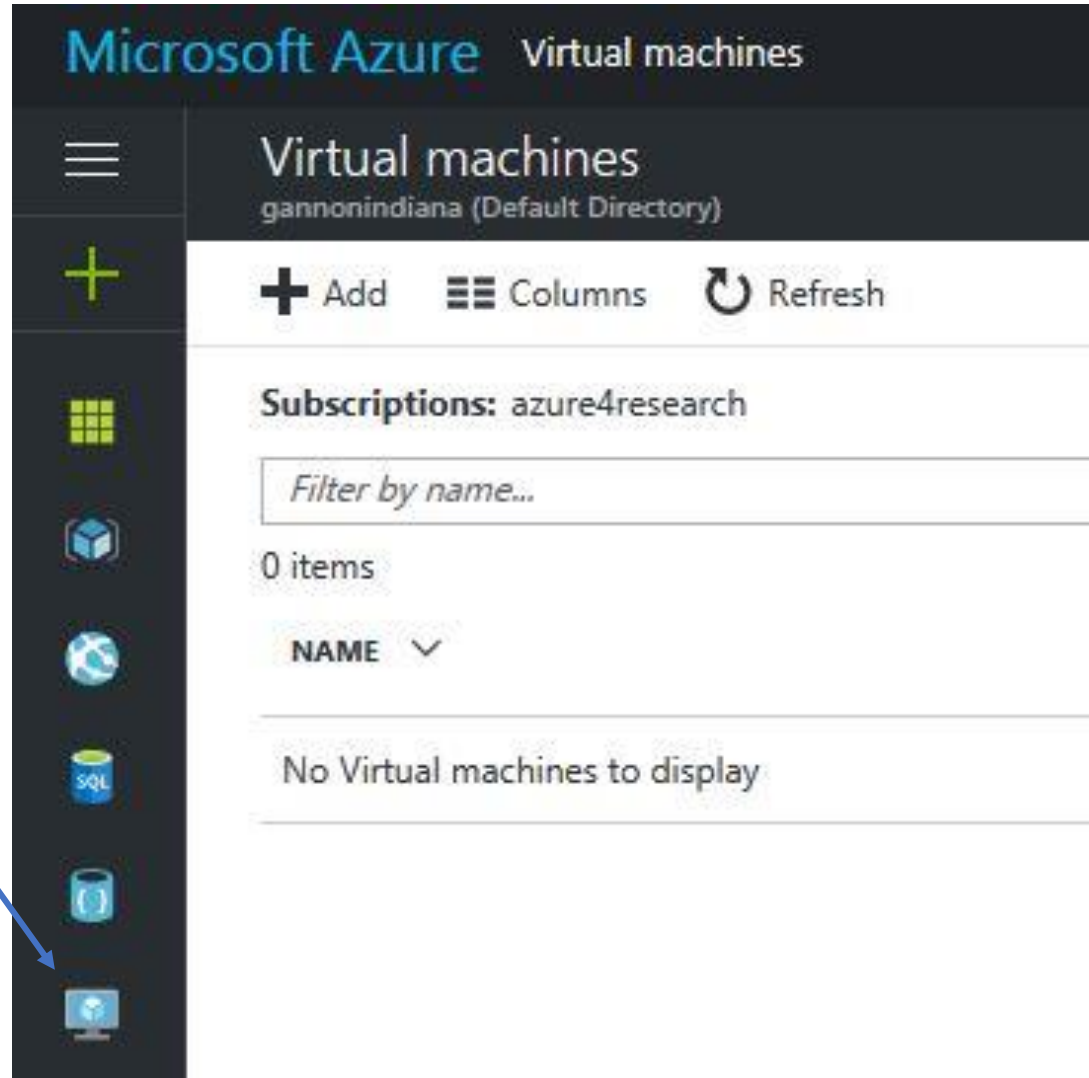 Microsoft Azure Virtual machines
Virtual machines
gannonindiana (Default Directory)
Add Columns Refresh
Subscriptions: azure4research
Filter by name...
0 items
NAME
No Virtual machines to display
SQL